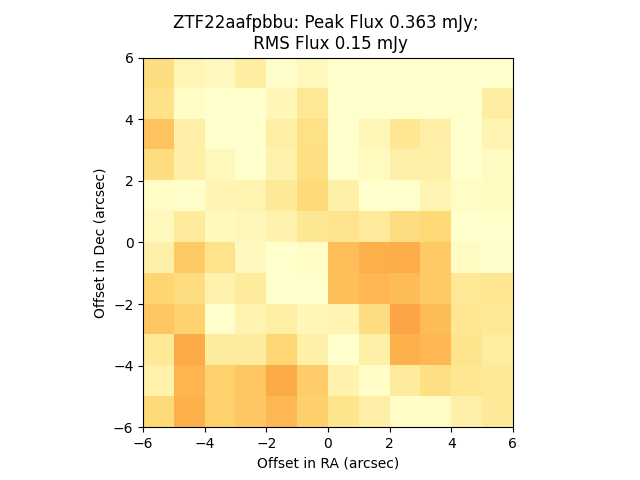 ZTF22aafpbbu: Peak Flux 0.363 mJy;
RMS Flux 0.15 mJy
6
4
2
0
−2
−4
−6
Offset in Dec (arcsec)
−6 −4 −2 0 2 4 6
Offset in RA (arcsec)